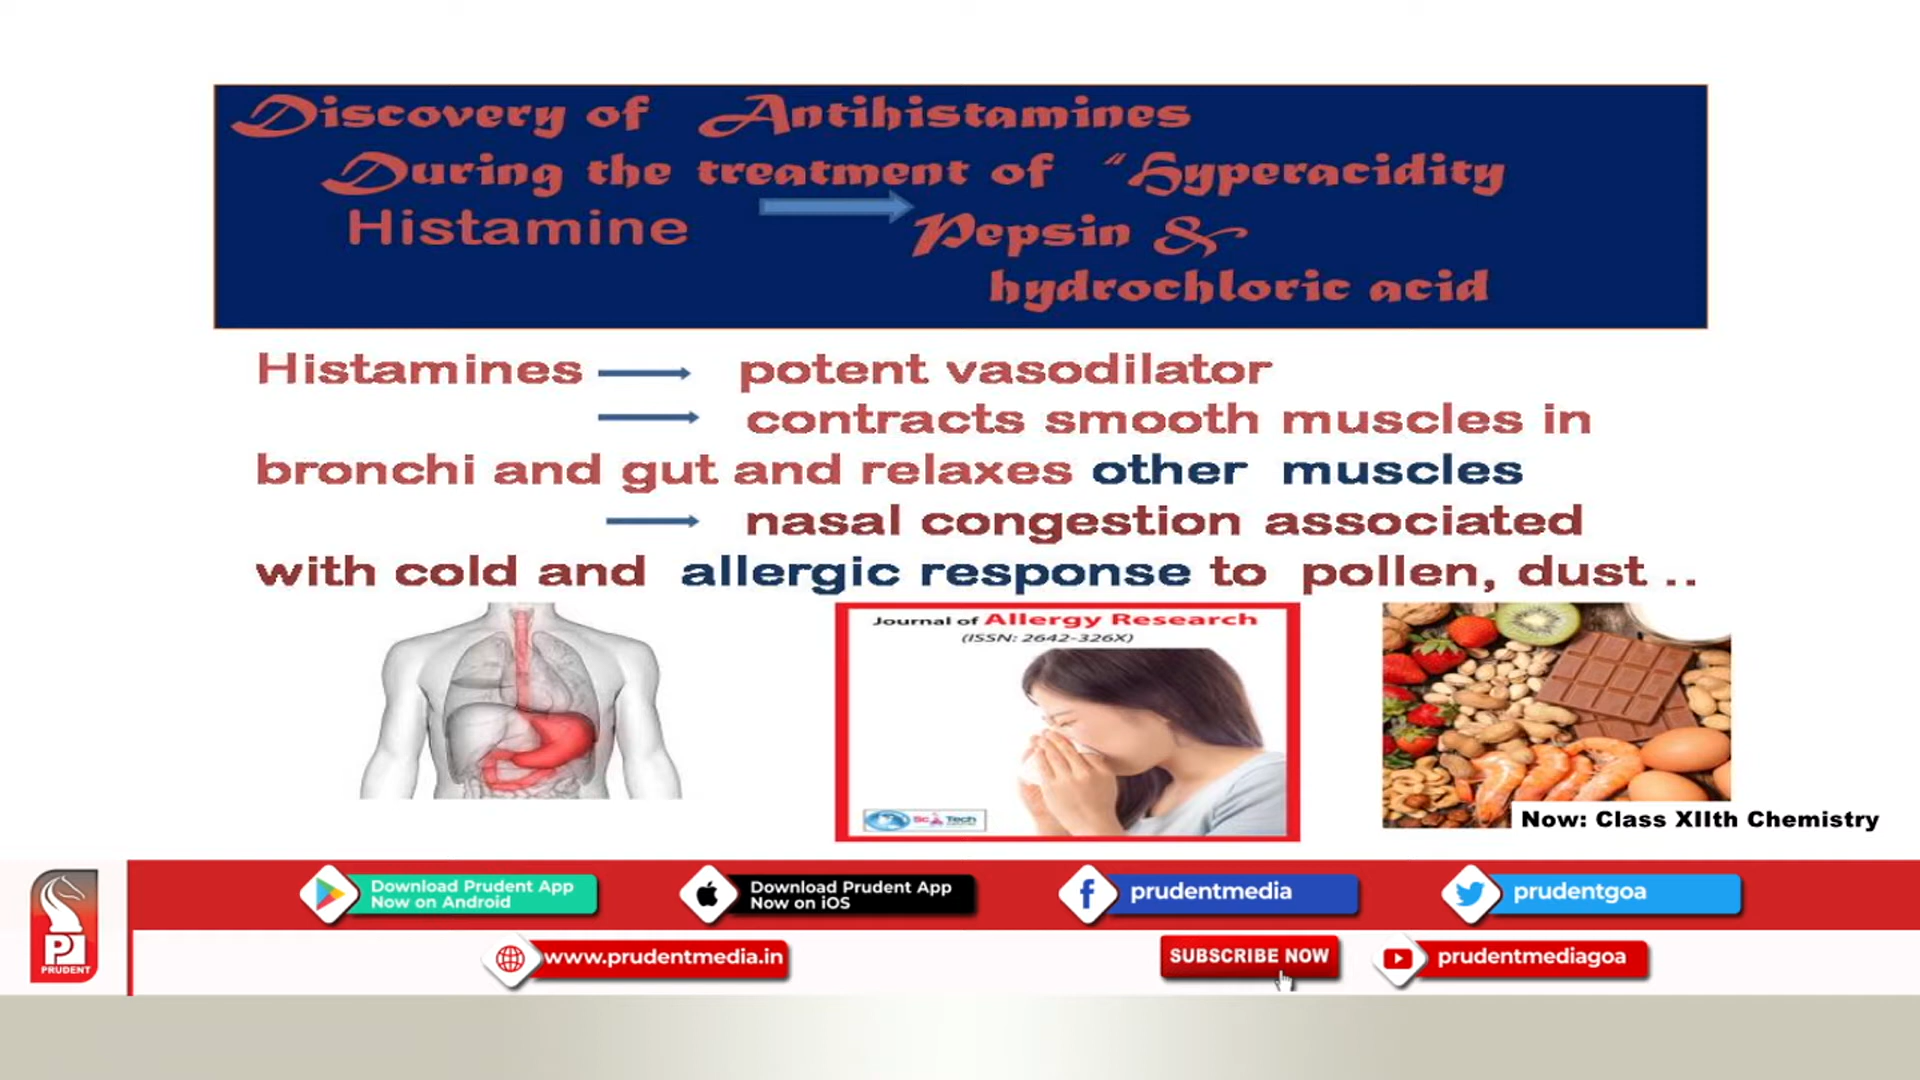 Discovery of Antihistamines
During the treatment of “Hyperacidity
Histamine Pepsin &
hydrochloric acid
Histamines potent vasodilator
contracts smooth muscles in
bronchi and gut and relaxes other muscles
nasal congestion associated
with cold and allergic response to pollen, dust ..
Journal of Allergy Research
(ISSN: 2642-326X)
Tech
Now: Class XIIth Chemistry
Download Prudent App
Now on Android
Download Prudent App
Now on iOS
prudentmedia
prudentgoa
PRUDENT
www.prudentmedia.in
SUBSCRIBE NOW
prudentmediagoa